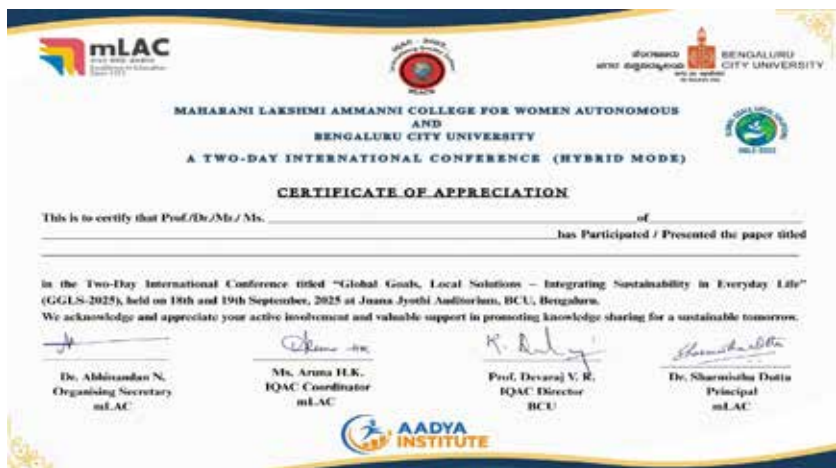 mLAC
BENGALURU
CITY UNIVERSITY
ಬೆಂಗಳೂರು
ನಗರ ವಿಶ್ವವಿದ್ಯಾಲಯ
MAHARANI LAKSHMI AMMANNI COLLEGE FOR WOMEN AUTONOMOUS
AND
BENGALURU CITY UNIVERSITY
A TWO-DAY INTERNATIONAL CONFERENCE (HYBRID MODE)
CERTIFICATE OF APPRECIATION
This is to certify that Prof./Dr./Mr./ Ms. of
has Participated / Presented the paper titled
in the Two-Day International Conference titled “Global Goals, Local Solutions – Integrating Sustainability in Everyday Life”
(GGLS-2025), held on 18th and 19th September, 2025 at Jnana Jyothi Auditorium, BCU, Bengaluru.
We acknowledge and appreciate your active involvement and valuable support in promoting knowledge sharing for a sustainable tomorrow.
Dr. Abhinandan N.
Organising Secretary
mLAC
Ms. Aruna H.K.
IQAC Coordinator
mLAC
Prof. Devaraj V. R.
IQAC Director
BCU
Dr. Sharmistha Dutta
Principal
mLAC
AADYA
INSTITUTE